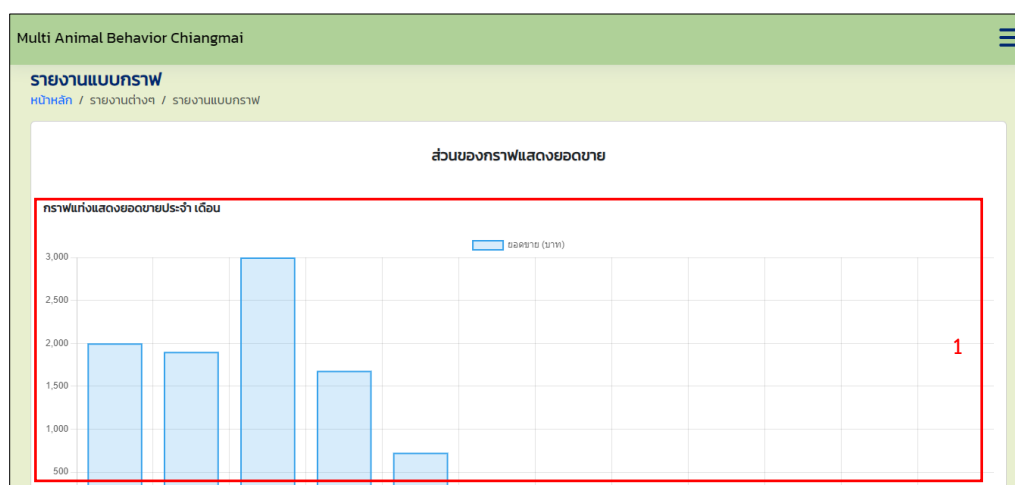 Multi Animal Behavior Chiangmai
รายงานแบบกราฟ
หน้าหลัก / รายงานต่างๆ / รายงานแบบกราฟ
ส่วนของกราฟแสดงยอดขาย
กราฟแท่งแสดงยอดขายประจำ เดือน
ยอดขาย (บาท)
3,000
2,500
2,000
1
1,500
1,000
500